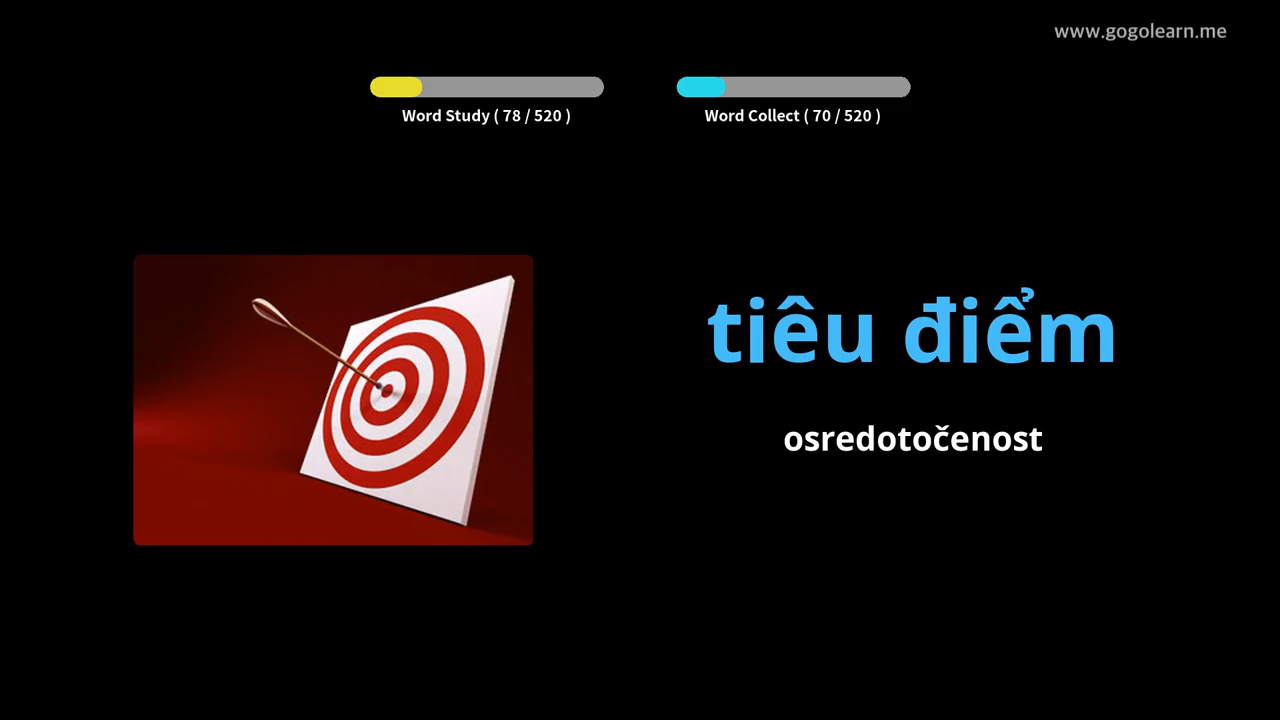 www.gogolearn.me
Word Study ( 78 / 520 )
Word Collect ( 70 / 520 )
tiêu điểm
osredotočenost